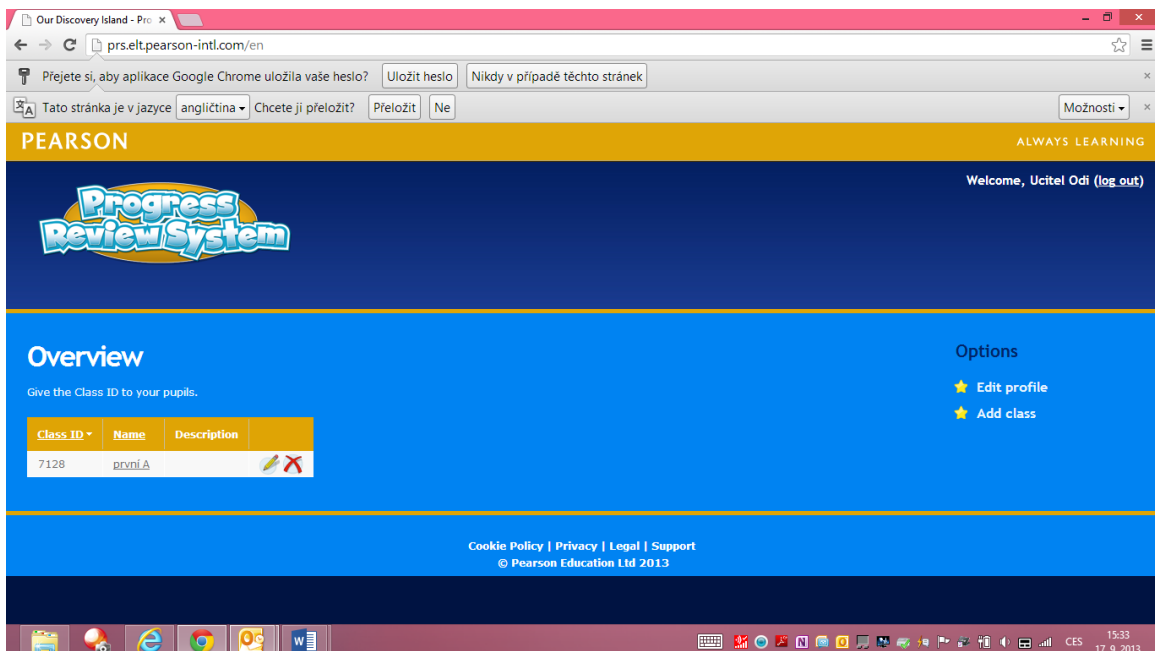 Our Discovery Island - Pro
prs.elt.pearson-intl.com/en
Přejete si, aby aplikace Google Chrome uložila vaše heslo? Uložit heslo Nikdy v případě těchto stránek
Tato stránka je v jazyce angličtina Chcete ji přeložit? Přeložit Ne Možnosti
PEARSON ALWAYS LEARNING
Welcome, Ucitel Odi (log out)
Progress
Review System
Overview
Options
Give the Class ID to your pupils.
Edit profile
Add class
Class ID Name Description
7128 první A
Cookie Policy | Privacy | Legal | Support
© Pearson Education Ltd 2013
CES 15:33
17. 9. 2013